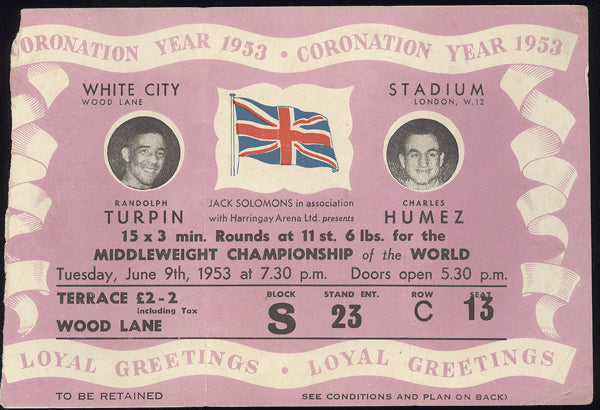 CORONATION YEAR 1953 · CORONATION YEAR 1953
WHITE CITY
WOOD LANE
STADIUM
LONDON, W.12
RANDOLPH
TURPIN
JACK SOLOMONS in association
with Harringay Arena Ltd. presents
CHARLES
HUMEZ
15 x 3 min. Rounds at 11 st. 6 lbs. for the
MIDDLEWEIGHT CHAMPIONSHIP of the WORLD
Tuesday, June 9th, 1953 at 7.30 p.m. Doors open 5.30 p.m.
TERRACE £2-2
including Tax
WOOD LANE
BLOCK
S
STAND ENT.
23
ROW
C
SEAT
13
LOYAL GREETINGS · LOYAL GREETINGS
TO BE RETAINED
SEE CONDITIONS AND PLAN ON BACK)